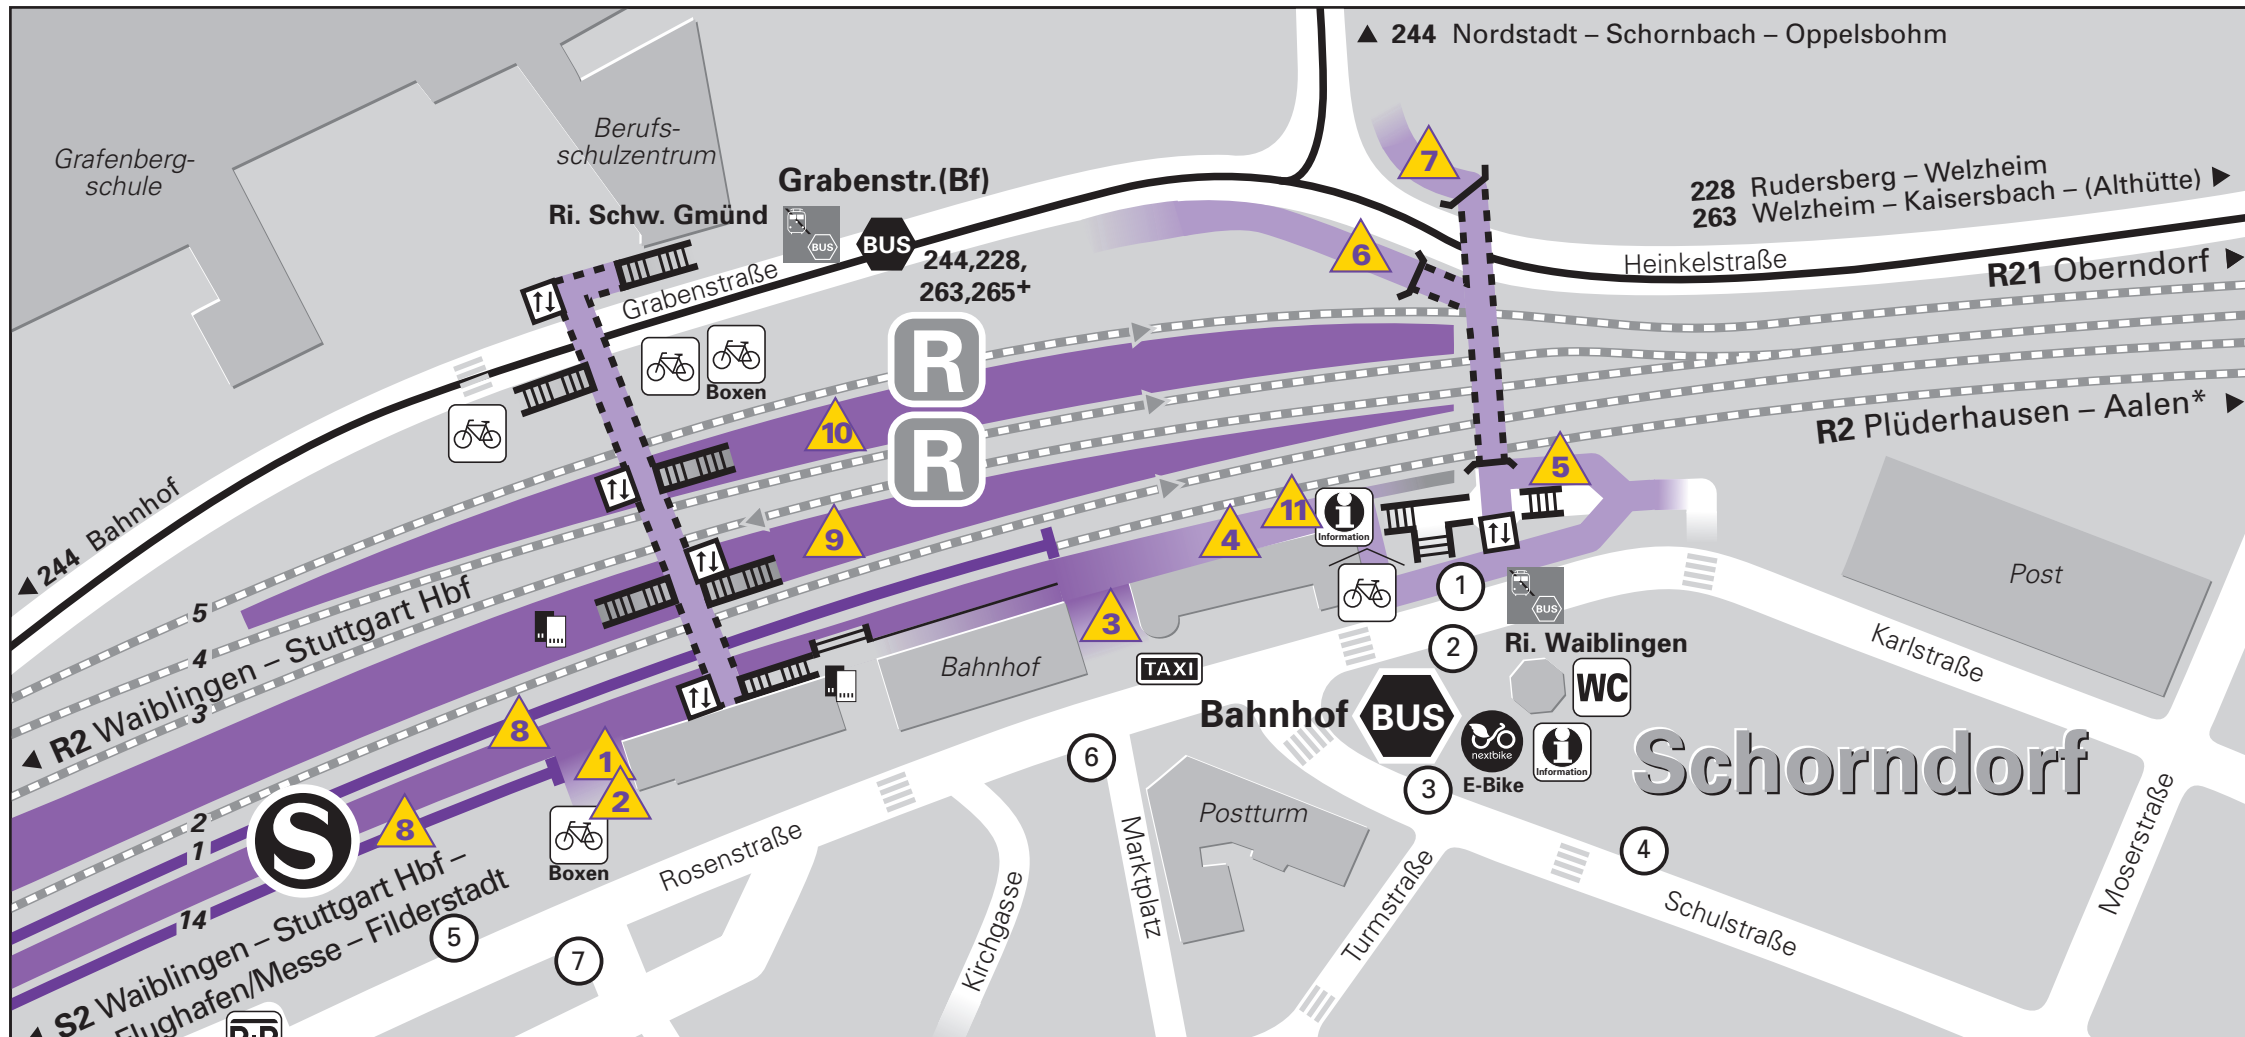 ▲ 244 Nordstadt – Schornbach – Oppelsbohm
Grafenberg-
schule
Berufs-
schulzentrum
Grabenstr.(Bf)
Ri. Schw. Gmünd
BUS
BUS
244,228,
263,265+
Grabenstraße
7
6
228 Rudersberg – Welzheim
263 Welzheim – Kaisersbach – (Althütte) ▶
Heinkelstraße
R21 Oberndorf ▶
R2 Plüderhausen – Aalen* ▶
R
R
Boxen
10
9
5
11
4
i
Information
◀ 244 Bahnhof
5
4
3
2
1
14
◀ R2 Waiblingen – Stuttgart Hbf
8
8
1
2
3
Bahnhof
TAXI
Boxen
S
◀ S2 Waiblingen – Stuttgart Hbf –
Flughafen/Messe – Filderstadt
P+R
Rosenstraße
Kirchgasse
Marktplatz
Postturm
Turmstraße
Schulstraße
Moserstraße
Karlstraße
Post
1
2
3
4
5
6
7
BUS
Ri. Waiblingen
WC
Bahnhof
BUS
nextbike
E-Bike
i
Information
Schorndorf